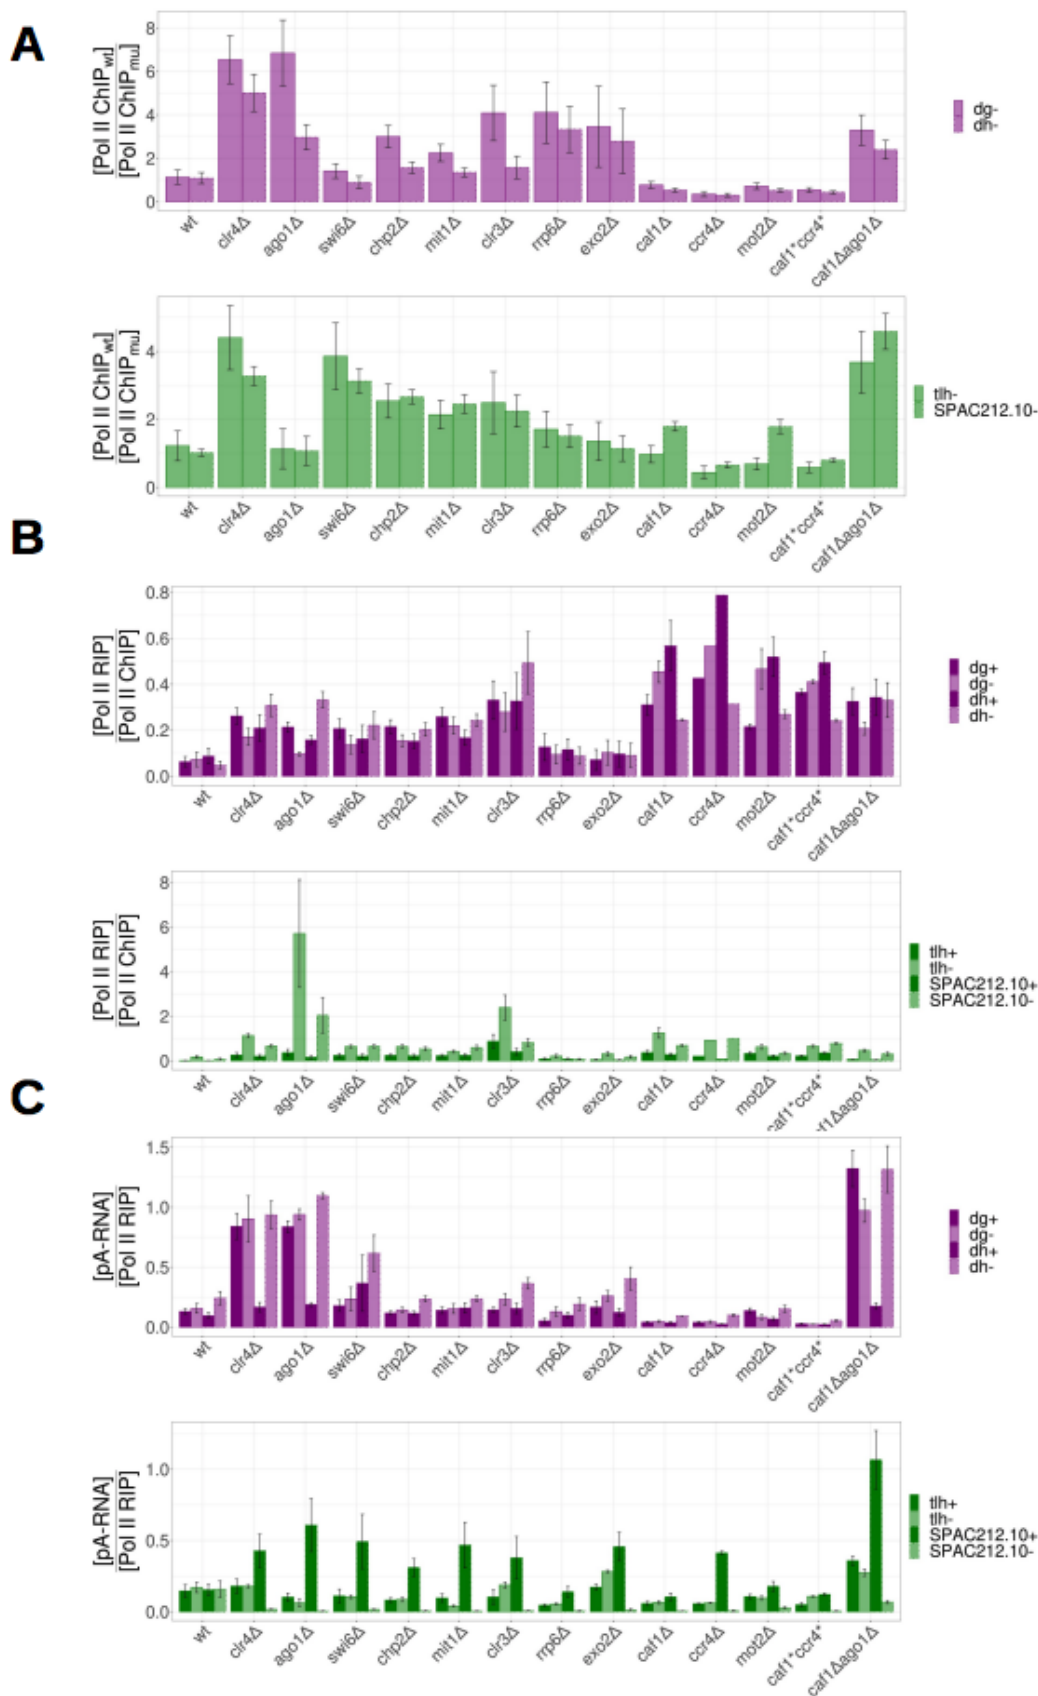 A
[Pol II ChIPwt]
[Pol II ChIPmu]
8
6
4
2
0
wt
clr4Δ
ago1Δ
swi6Δ
chp2Δ
mit1Δ
clr3Δ
rrp6Δ
exo2Δ
caf1Δ
ccr4Δ
mot2Δ
caf1*ccr4*
caf1Δago1Δ
dg-
dh-
[Pol II ChIPwt]
[Pol II ChIPmu]
4
2
0
wt
clr4Δ
ago1Δ
swi6Δ
chp2Δ
mit1Δ
clr3Δ
rrp6Δ
exo2Δ
caf1Δ
ccr4Δ
mot2Δ
caf1*ccr4*
caf1Δago1Δ
tlh-
SPAC212.10-
B
[Pol II RIP]
[Pol II ChIP]
0.8
0.6
0.4
0.2
0.0
wt
clr4Δ
ago1Δ
swi6Δ
chp2Δ
mit1Δ
clr3Δ
rrp6Δ
exo2Δ
caf1Δ
ccr4Δ
mot2Δ
caf1*ccr4*
caf1Δago1Δ
dg+
dg-
dh+
dh-
[Pol II RIP]
[Pol II ChIP]
8
6
4
2
0
wt
clr4Δ
ago1Δ
swi6Δ
chp2Δ
mit1Δ
clr3Δ
rrp6Δ
exo2Δ
caf1Δ
ccr4Δ
mot2Δ
caf1*ccr4*
caf1Δago1Δ
tlh+
tlh-
SPAC212.10+
SPAC212.10-
C
[pA-RNA]
[Pol II RIP]
1.5
1.0
0.5
0.0
wt
clr4Δ
ago1Δ
swi6Δ
chp2Δ
mit1Δ
clr3Δ
rrp6Δ
exo2Δ
caf1Δ
ccr4Δ
mot2Δ
caf1*ccr4*
caf1Δago1Δ
dg+
dg-
dh+
dh-
[pA-RNA]
[Pol II RIP]
1.0
0.5
0.0
wt
clr4Δ
ago1Δ
swi6Δ
chp2Δ
mit1Δ
clr3Δ
rrp6Δ
exo2Δ
caf1Δ
ccr4Δ
mot2Δ
caf1*ccr4*
caf1Δago1Δ
tlh+
tlh-
SPAC212.10+
SPAC212.10-